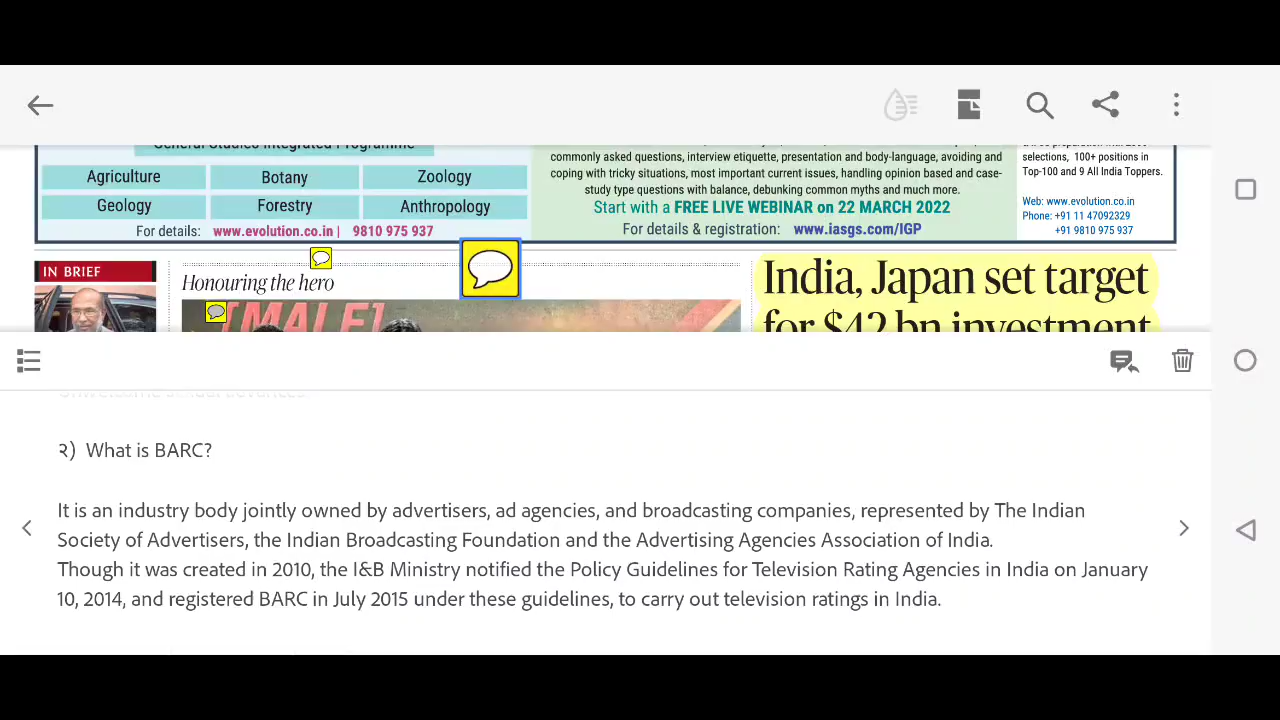 General Studies Integrated Programme
Agriculture
Botany
Zoology
Geology
Forestry
Anthropology
For details: www.evolution.co.in | 9810 975 937
commonly asked questions, interview etiquette, presentation and body-language, avoiding and
coping with tricky situations, most important current issues, handling opinion based and case-
study type questions with balance, debunking common myths and much more.
Start with a FREE LIVE WEBINAR on 22 MARCH 2022
For details & registration: www.iasgs.com/IGP
selections, 100+ positions in
Top-100 and 9 All India Toppers.
Web: www.evolution.co.in
Phone: +91 11 47092329
+91 9810 975 937
IN BRIEF
Honouring the hero
[MALE]
India, Japan set target
for $42 bn investment
२) What is BARC?
It is an industry body jointly owned by advertisers, ad agencies, and broadcasting companies, represented by The Indian
Society of Advertisers, the Indian Broadcasting Foundation and the Advertising Agencies Association of India.
Though it was created in 2010, the I&B Ministry notified the Policy Guidelines for Television Rating Agencies in India on January
10, 2014, and registered BARC in July 2015 under these guidelines, to carry out television ratings in India.